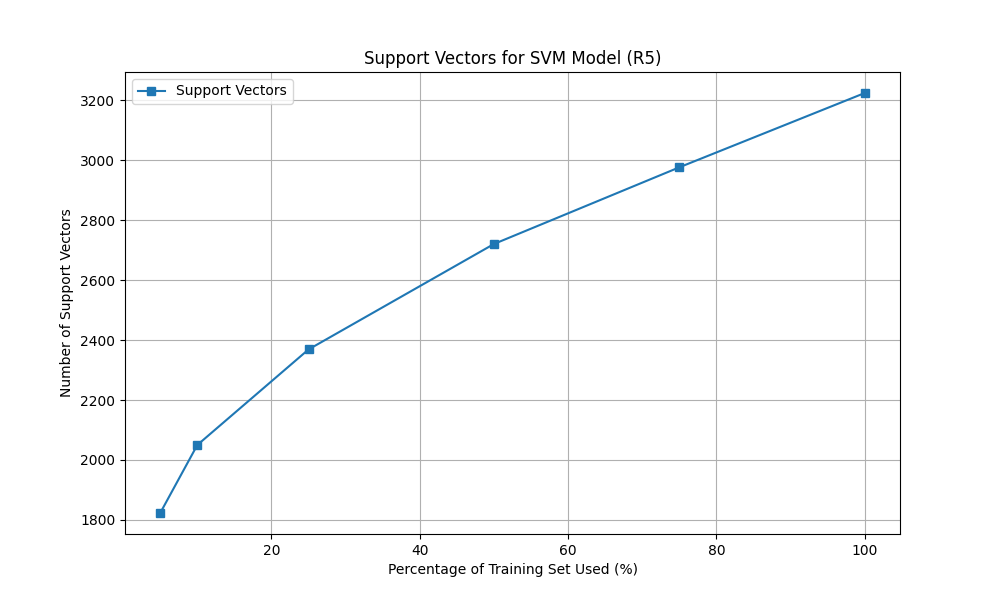 Support Vectors for SVM Model (R5)
Support Vectors
Number of Support Vectors
3200
3000
2800
2600
2400
2200
2000
1800
20 40 60 80 100
Percentage of Training Set Used (%)